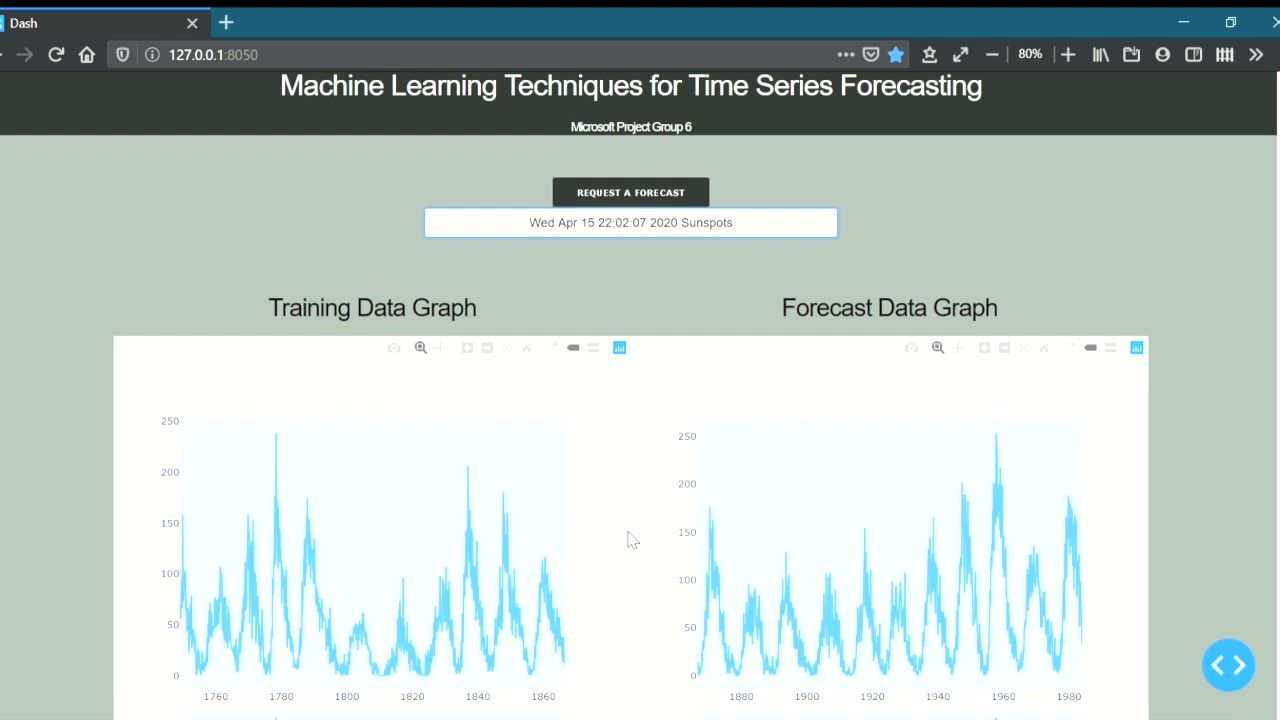 Dash
127.0.0.1:8050
80%
Machine Learning Techniques for Time Series Forecasting
Microsoft Project Group 6
REQUEST A FORECAST
Wed Apr 15 22:02:07 2020 Sunspots
Training Data Graph
Forecast Data Graph
250
200
150
100
50
0
1760 1780 1800 1820 1840 1860
250
200
150
100
50
0
1880 1900 1920 1940 1960 1980